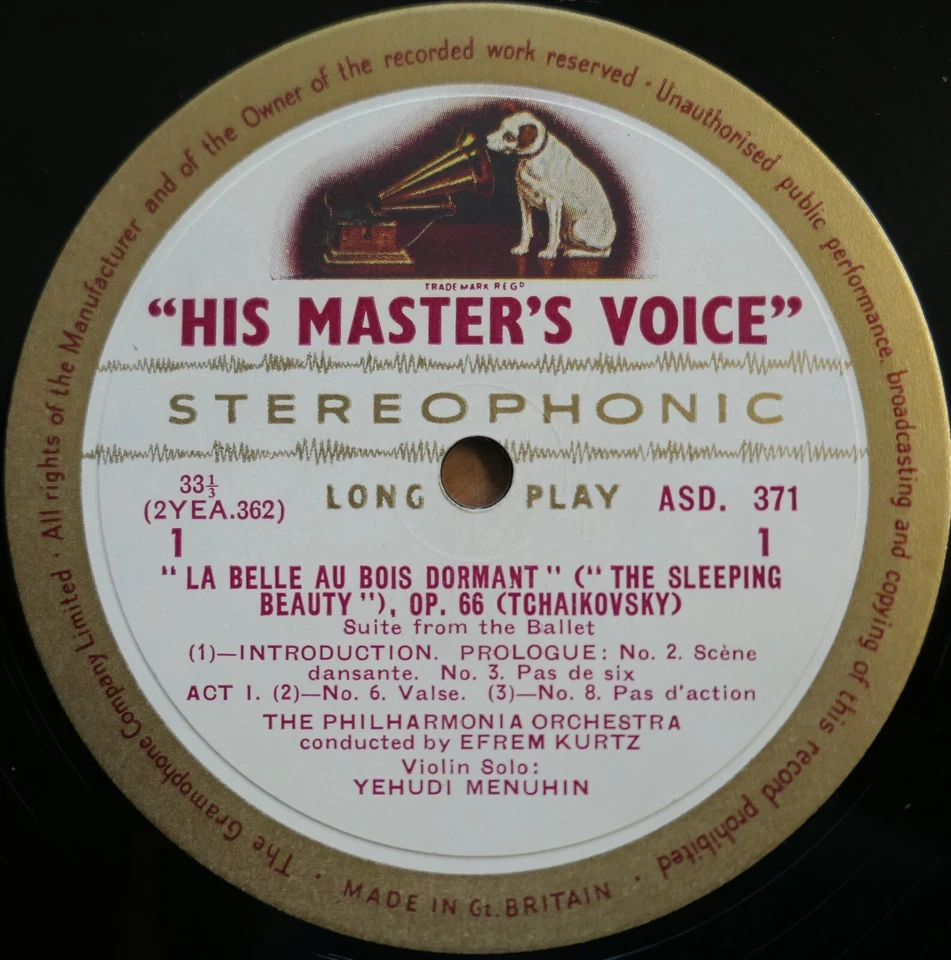 The Gramophone Company Limited · All rights of the Manufacturer and of the Owner of the recorded work reserved · Unauthorised public performance, broadcasting and copying of this record prohibited ·
TRADE MARK REGD
“HIS MASTER'S VOICE”
STEREOPHONIC
33⅓
(2YEA.362)
LONG PLAY
ASD. 371
1 1
“ LA BELLE AU BOIS DORMANT ” (“ THE SLEEPING
BEAUTY ”), OP. 66 (TCHAIKOVSKY)
Suite from the Ballet
(1)—INTRODUCTION. PROLOGUE: No. 2. Scène
dansante. No. 3. Pas de six
ACT I. (2)—No. 6. Valse. (3)—No. 8. Pas d'action
THE PHILHARMONIA ORCHESTRA
conducted by EFREM KURTZ
Violin Solo:
YEHUDI MENUHIN
MADE IN Gt. BRITAIN